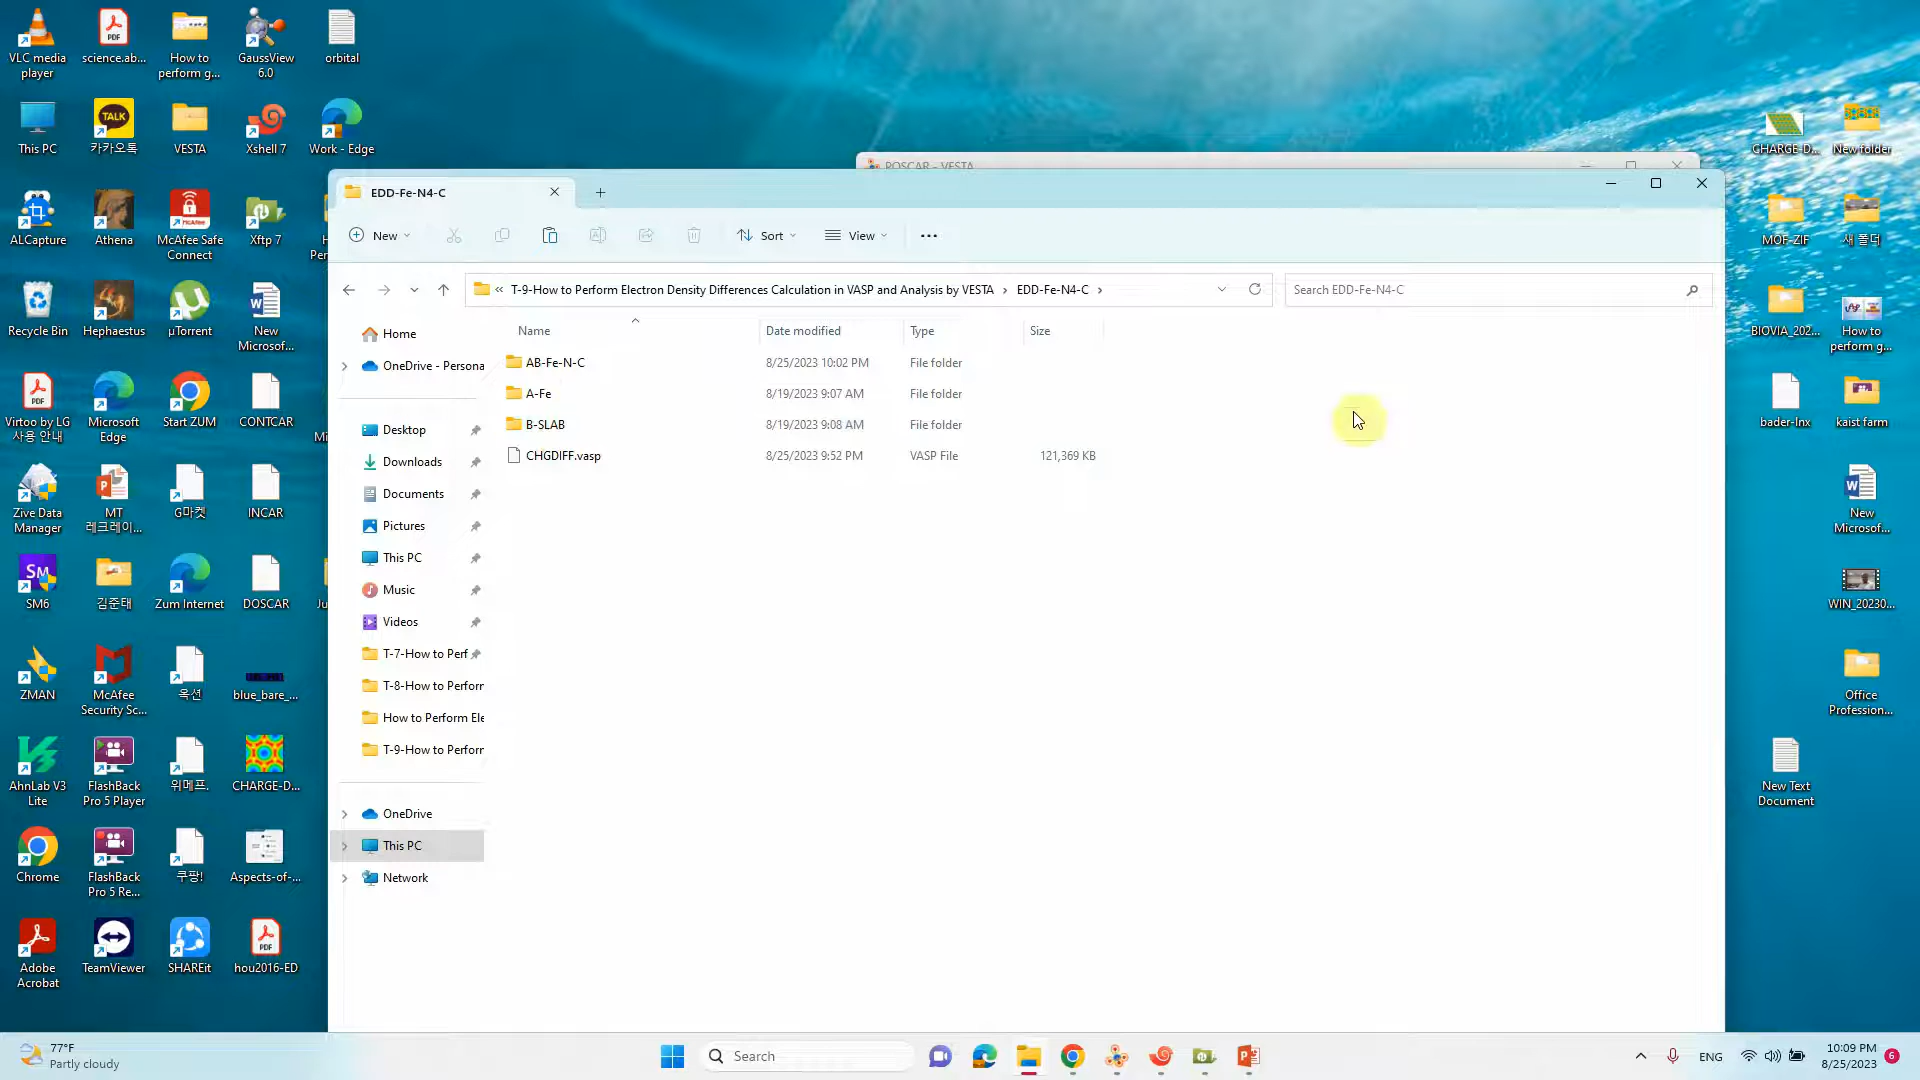 VLC media
player
science.ab...
How to
perform g...
GaussView
6.0
orbital
This PC
TALK
카카오톡
VESTA
Xshell 7
Work - Edge
ALCapture
Athena
McAfee Safe
Connect
Xftp 7
Recycle Bin
Hephaestus
µTorrent
New
Microsof...
Virtoo by LG
사용 안내
Microsoft
Edge
Start ZUM
CONTCAR
Zive Data
Manager
MT
레크레이...
G마켓
INCAR
SM6
김준태
Zum Internet
DOSCAR
ZMAN
McAfee
Security Sc...
옥션
blue_bare_...
AhnLab V3
Lite
FlashBack
Pro 5 Player
위메프.
CHARGE-D...
Chrome
FlashBack
Pro 5 Re...
쿠팡!
Aspects-of-...
Adobe
Acrobat
TeamViewer
SHAREit
hou2016-ED
POSCAR - VESTA
EDD-Fe-N4-C
New
Sort
View
« T-9-How to Perform Electron Density Differences Calculation in VASP and Analysis by VESTA › EDD-Fe-N4-C ›
Search EDD-Fe-N4-C
Home
OneDrive - Persona
Desktop
Downloads
Documents
Pictures
This PC
Music
Videos
T-7-How to Perf
T-8-How to Perforr
How to Perform Ele
T-9-How to Perforr
OneDrive
This PC
Network
Name Date modified Type Size
AB-Fe-N-C 8/25/2023 10:02 PM File folder
A-Fe 8/19/2023 9:07 AM File folder
B-SLAB 8/19/2023 9:08 AM File folder
CHGDIFF.vasp 8/25/2023 9:52 PM VASP File 121,369 KB
CHARGE-D...
New folder
MOF-ZIF
새 폴더
BIOVIA_202...
How to
perform g...
bader-lnx
kaist farm
New
Microsof...
WIN_20230...
Office
Profession...
New Text
Document
77°F
Partly cloudy
Search
ENG
10:09 PM
8/25/2023
6